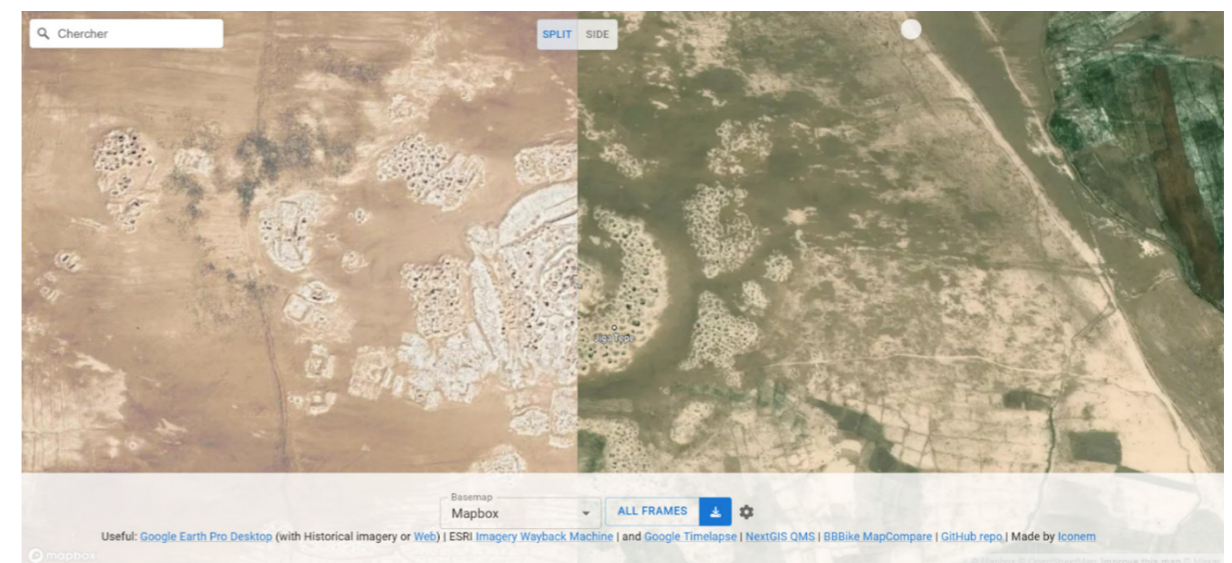 Chercher
SPLIT SIDE
Basemap
Mapbox
ALL FRAMES
Useful: Google Earth Pro Desktop (with Historical imagery or Web) | ESRI Imagery Wayback Machine | and Google Timelapse | NextGIS QMS | BBBike MapCompare | GitHub repo | Made by Iconem
mapbox